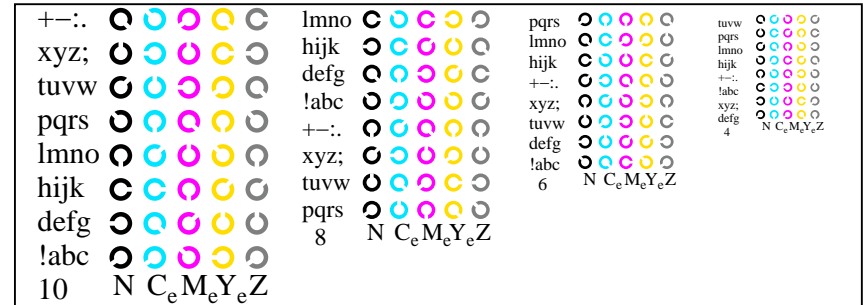 +−:.
xyz;
tuvw
pqrs
lmno
hijk
defg
!abc
10 N CeMeYeZ
lmno
hijk
defg
!abc
+−:.
xyz;
tuvw
pqrs
8 N CeMeYeZ
pqrs
lmno
hijk
+−:.
xyz;
tuvw
defg
!abc
6 N CeMeYeZ
tuvw
pqrs
lmno
hijk
+−:.
!abc
xyz;
defg
4 N CeMeYeZ